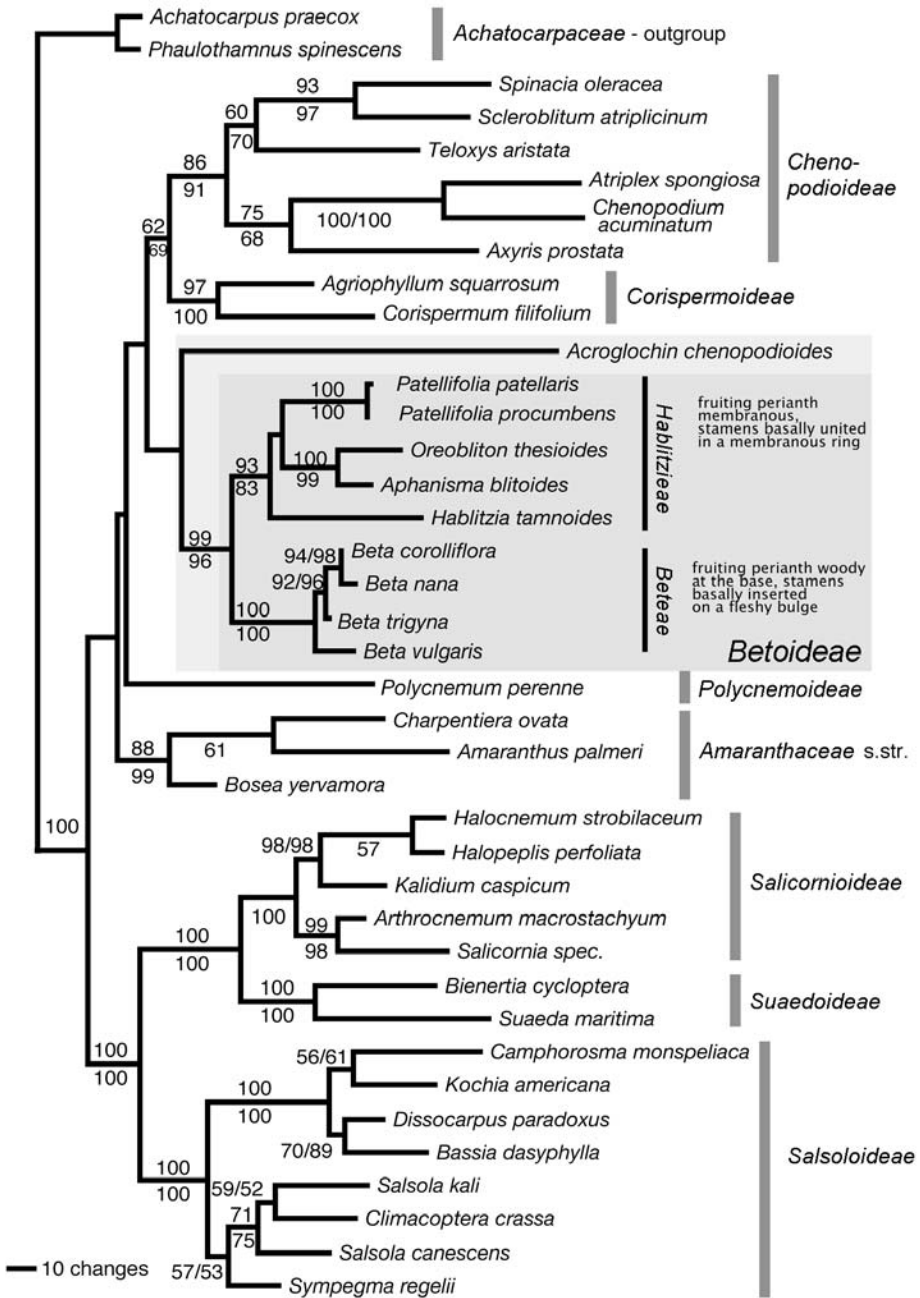 Achatocarpus praecox
Phaulothamnus spinescens
Achatocarpaceae - outgroup
93
Spinacia oleracea
60
97
Scleroblitum atriplicinum
70
Teloxys aristata
Cheno-
podioideae
86
91
Atriplex spongiosa
75
100/100
Chenopodium
acuminatum
68
Axyris prostata
62
69
97
Agriophyllum squarrosum
Corispermoideae
100
Corispermum filifolium
Acroglochin chenopodioides
100
Patellifolia patellaris
100
Patellifolia procumbens
Hablitzieae
fruiting perianth
membranous,
stamens basally united
in a membranous ring
Oreobliton thesioides
100
93
99
Aphanisma blitoides
83
Hablitzia tamnoides
99
96
94/98
Beta corolliflora
92/96
Beta nana
100
Beta trigyna
100
Beta vulgaris
Beteae
fruiting perianth woody
at the base, stamens
basally inserted
on a fleshy bulge
Betoideae
Polycnemum perenne
Polycnemoideae
Charpentiera ovata
88
61
Amaranthus palmeri
Amaranthaceae s.str.
99
Bosea yervamora
100
Halocnemum strobilaceum
98/98
57
Halopeplis perfoliata
Kalidium caspicum
Salicornioideae
100
99
Arthrocnemum macrostachyum
98
Salicornia spec.
100
100
100
Bienertia cycloptera
Suaedoideae
100
Suaeda maritima
100
100
56/61
Camphorosma monspeliaca
Kochia americana
100
100
Dissocarpus paradoxus
70/89
Bassia dasyphylla
Salsoloideae
100
100
59/52
Salsola kali
71
Climacoptera crassa
75
Salsola canescens
57/53
Sympegma regelii
10 changes